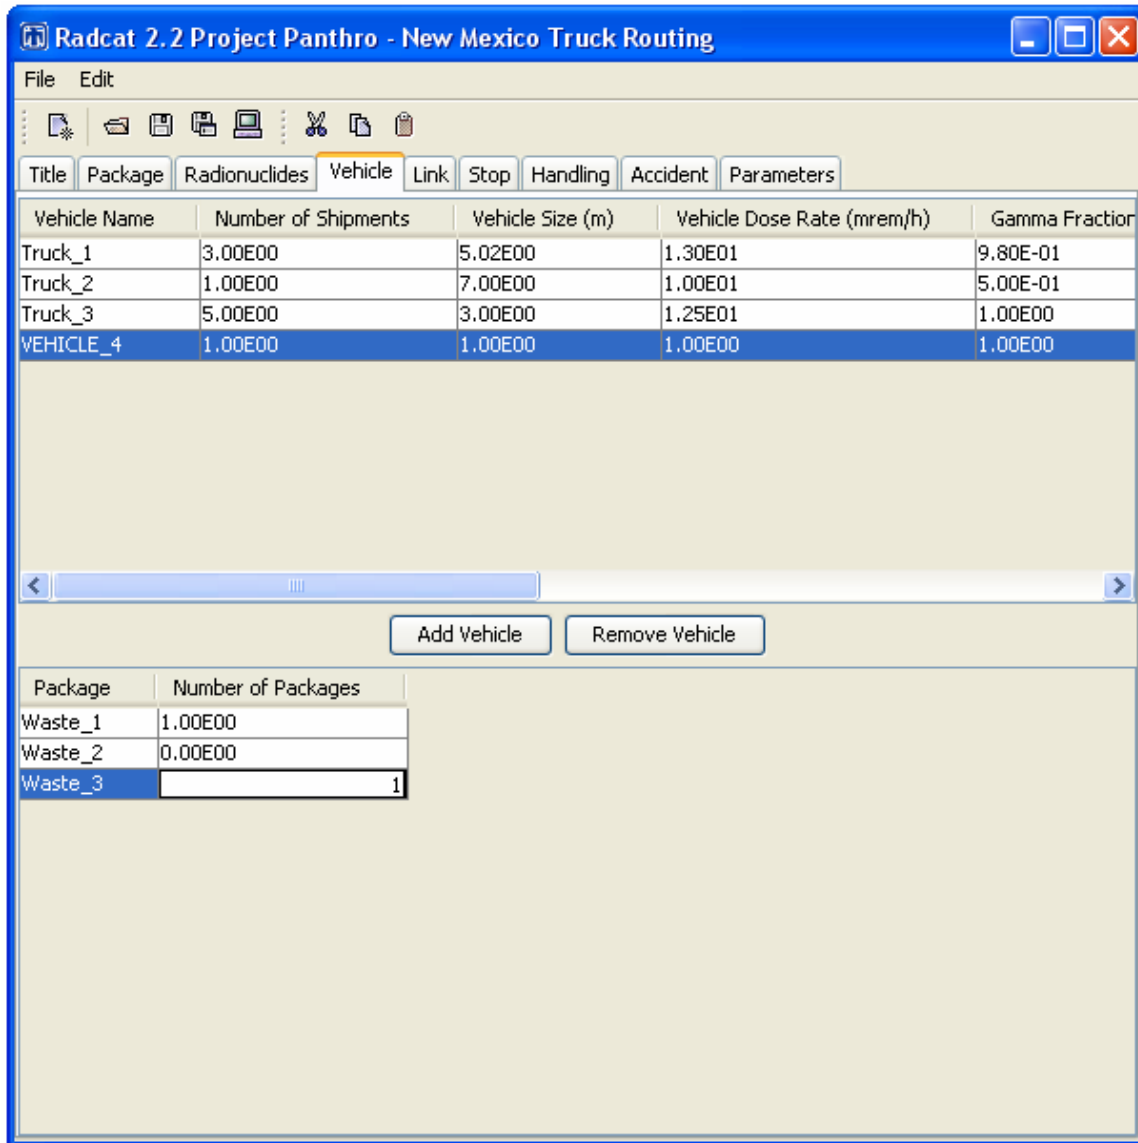 Radcat 2.2 Project Panthro - New Mexico Truck Routing
File Edit
Title Package Radionuclides Vehicle Link Stop Handling Accident Parameters
Vehicle Name Number of Shipments Vehicle Size (m) Vehicle Dose Rate (mrem/h) Gamma Fraction
Truck_1 3.00E00 5.02E00 1.30E01 9.80E-01
Truck_2 1.00E00 7.00E00 1.00E01 5.00E-01
Truck_3 5.00E00 3.00E00 1.25E01 1.00E00
VEHICLE_4 1.00E00 1.00E00 1.00E00 1.00E00
Add Vehicle Remove Vehicle
Package Number of Packages
Waste_1 1.00E00
Waste_2 0.00E00
Waste_3 1